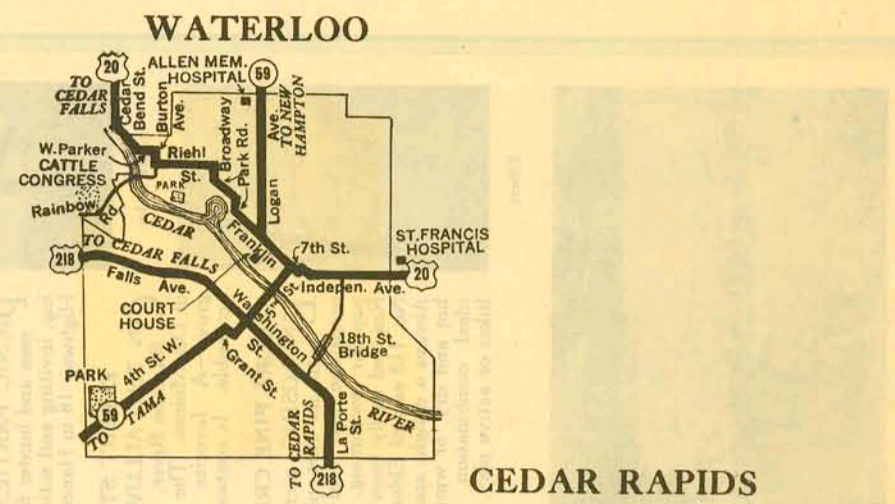 WATERLOO
20
TO
CEDAR
FALLS
Cedar
Bend St.
Burton
Ave.
ALLEN MEM.
HOSPITAL
59
Broadway
Park Rd.
Logan
Ave.
TO NEW
HAMPTON
W. Parker
CATTLE
CONGRESS
Riehl
St.
PARK
Rainbow
Rd
CEDAR
TO CEDAR FALLS
218
Falls
Ave.
Franklin
7th St.
ST. FRANCIS
HOSPITAL
20
Indepen. Ave.
COURT
HOUSE
5th St
Washington
St.
18th St.
Bridge
4th St. W.
Grant St.
PARK
59
TO TAMA
TO CEDAR
RAPIDS
La Porte
St.
RIVER
218
CEDAR RAPIDS